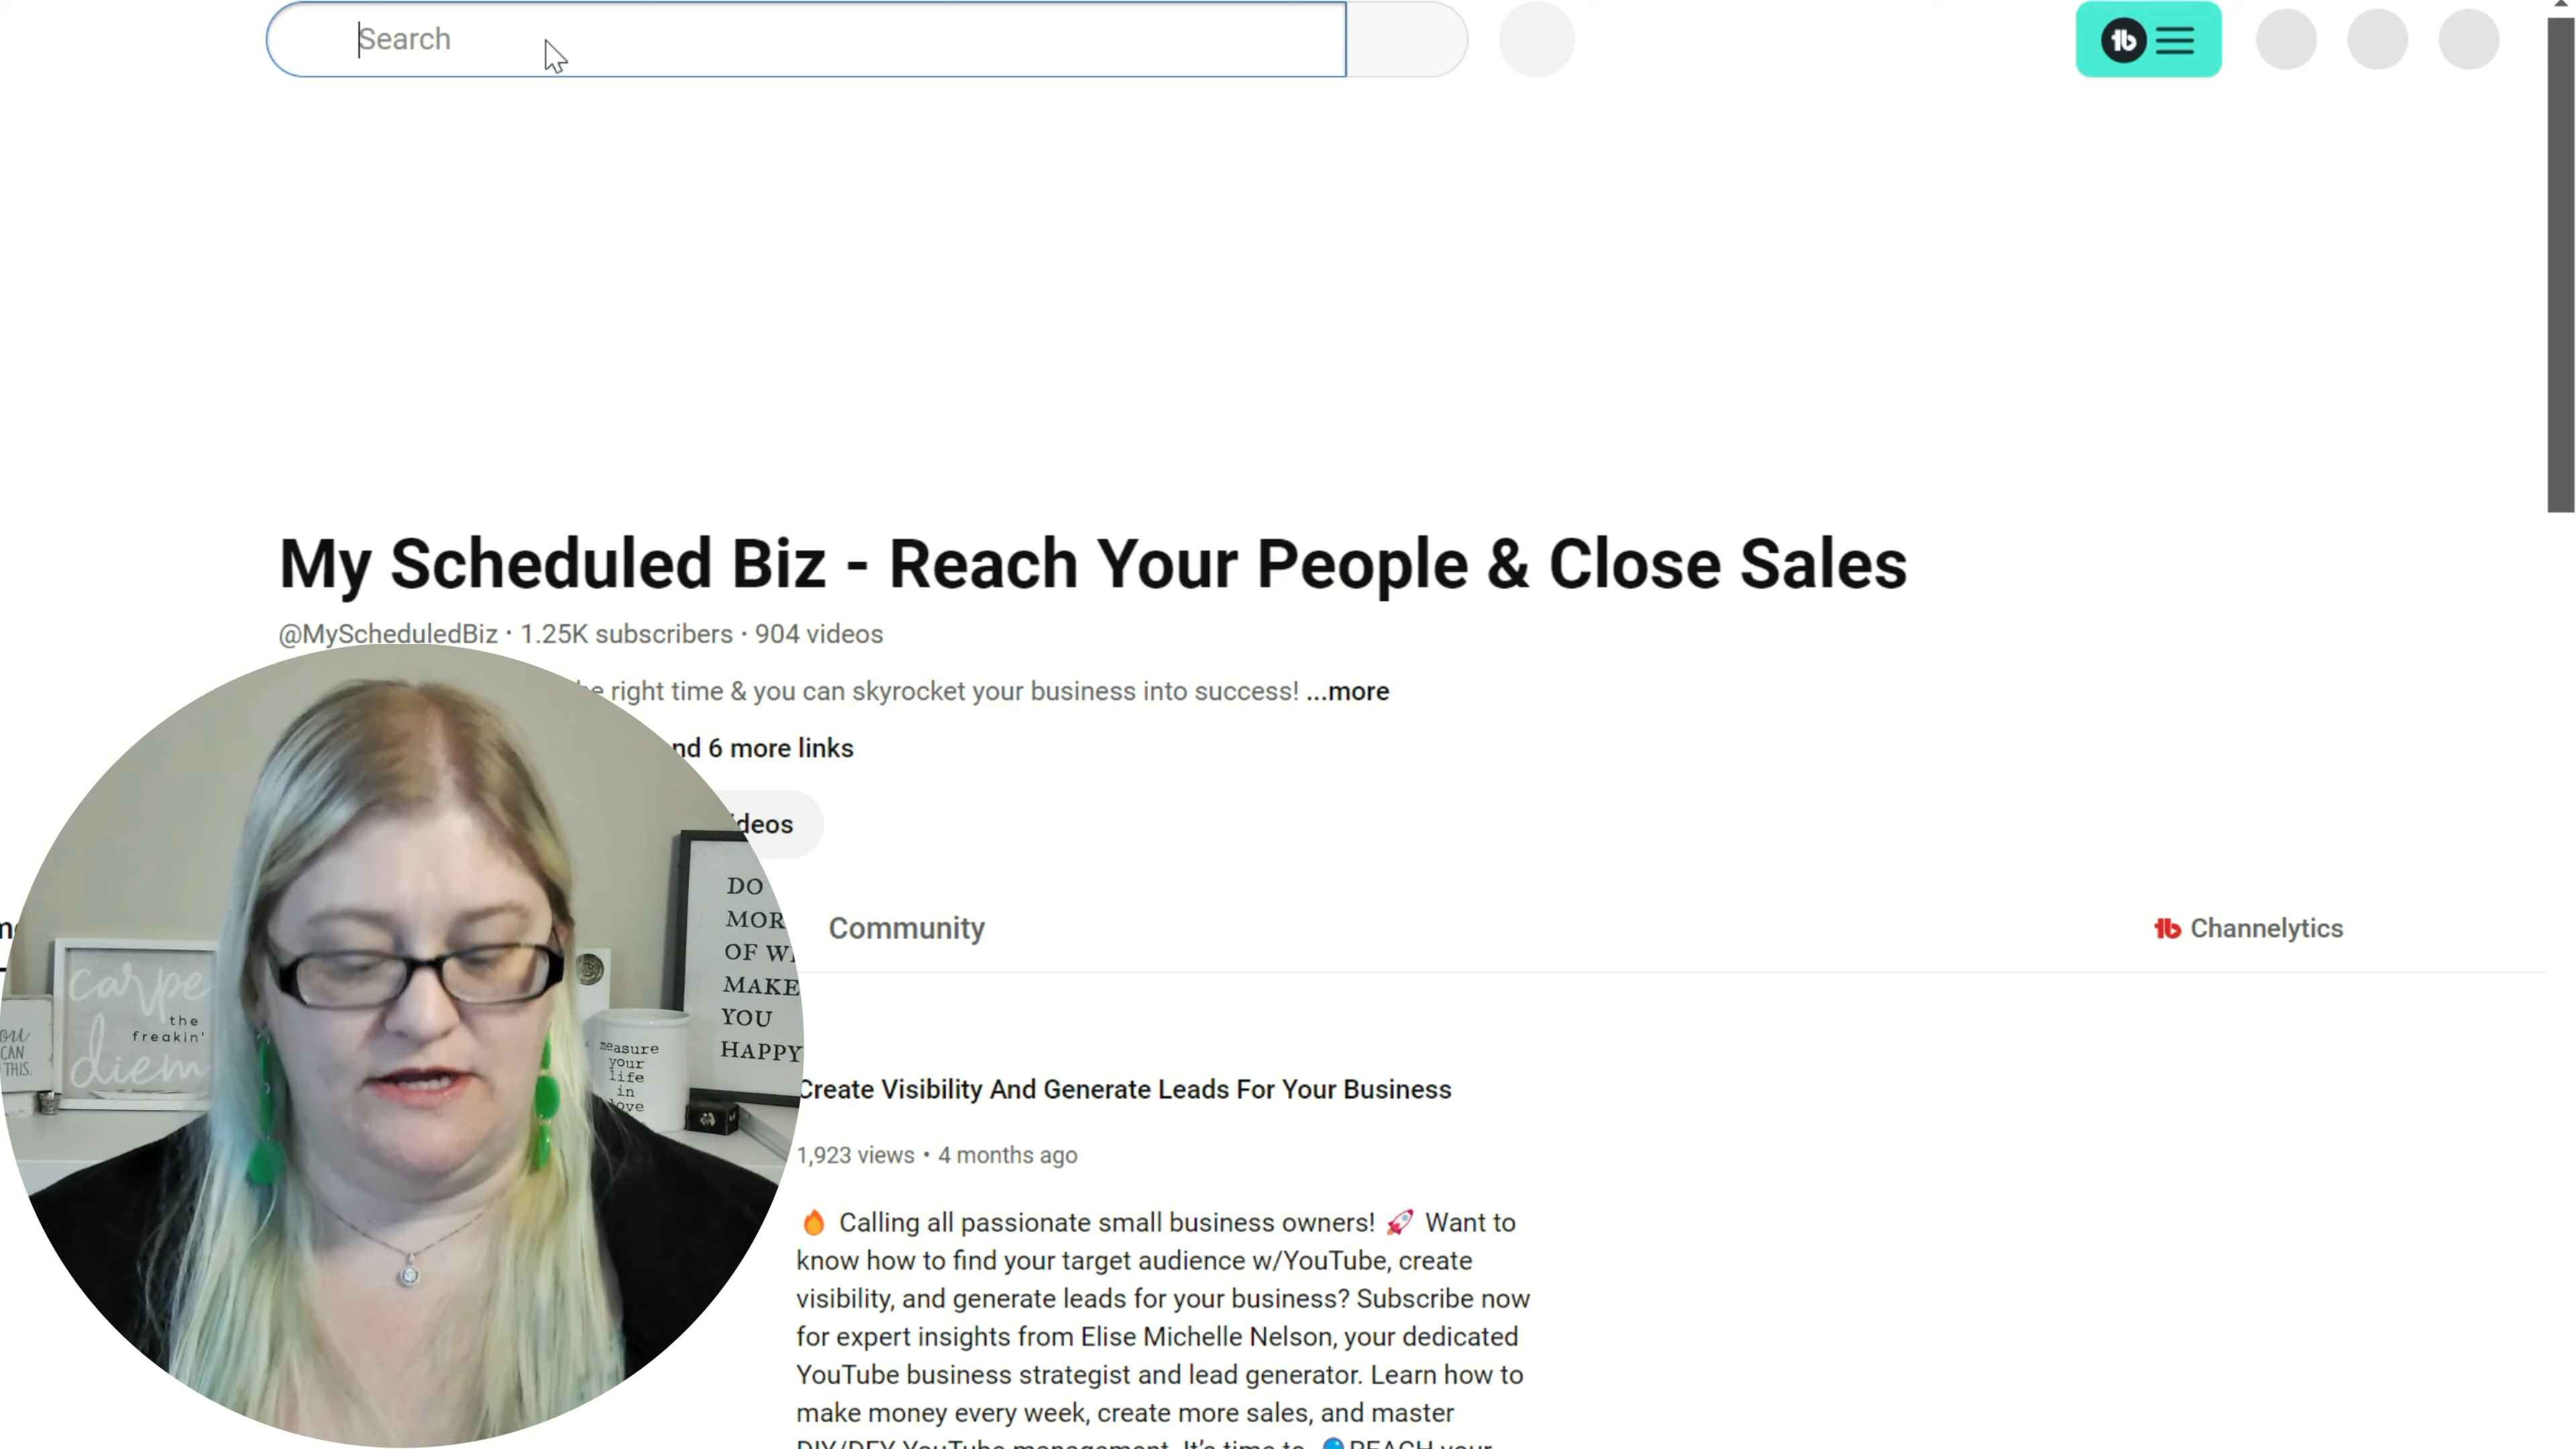 Search
My Scheduled Biz - Reach Your People & Close Sales
@MyScheduledBiz · 1.25K subscribers · 904 videos
right time & you can skyrocket your business into success! ...more
6 more links
Community
Channelytics
DO
OF
MAKE
YOU
HAPPY
carpe
the
freakin'
diem
CAN
THIS.
measure
your
life
in
love
Create Visibility And Generate Leads For Your Business
1,923 views • 4 months ago
🔥 Calling all passionate small business owners! 🚀 Want to
know how to find your target audience w/YouTube, create
visibility, and generate leads for your business? Subscribe now
for expert insights from Elise Michelle Nelson, your dedicated
YouTube business strategist and lead generator. Learn how to
make money every week, create more sales, and master